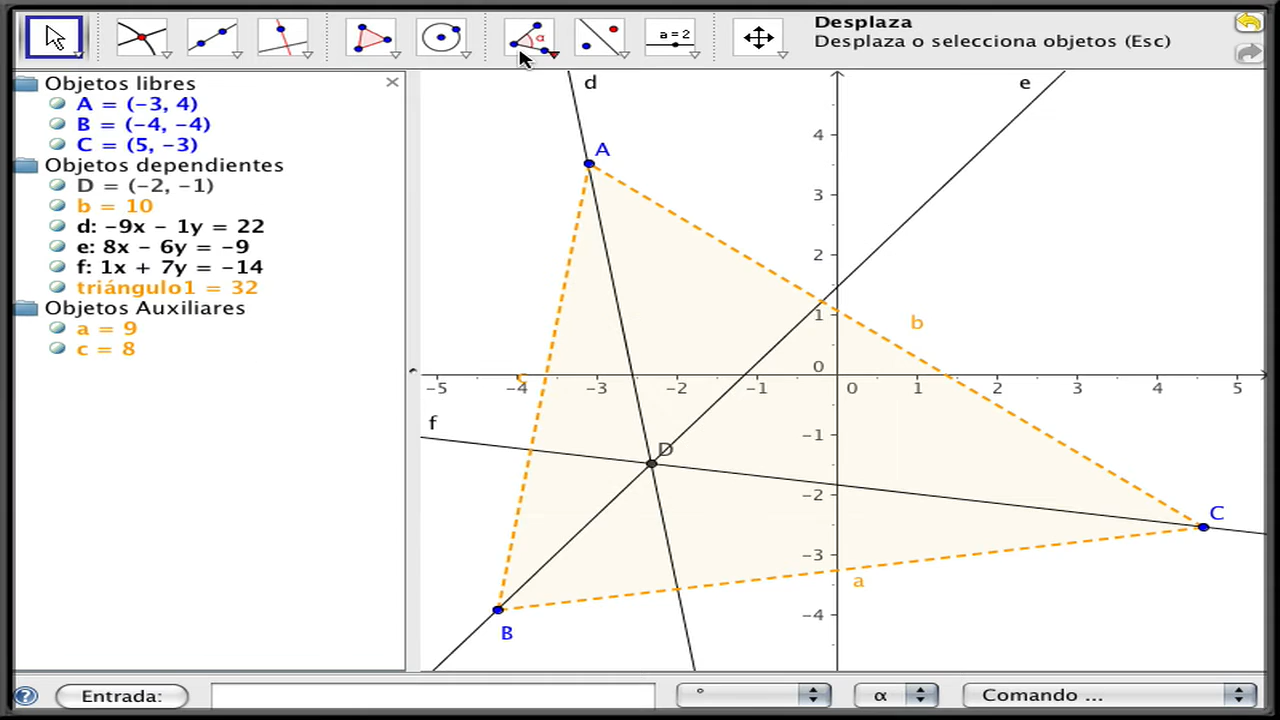 α
a=2
Desplaza
Desplaza o selecciona objetos (Esc)
Objetos libres
A = (−3, 4)
B = (−4, −4)
C = (5, −3)
Objetos dependientes
D = (−2, −1)
b = 10
d: −9x − 1y = 22
e: 8x − 6y = −9
f: 1x + 7y = −14
triángulo1 = 32
Objetos Auxiliares
a = 9
c = 8
d
e
A
4
3
2
1
b
0
c
−5 −4 −3 −2 −1 0 1 2 3 4 5
f
−1
D
−2
C
−3
a
−4
B
? Entrada: ° α Comando ...